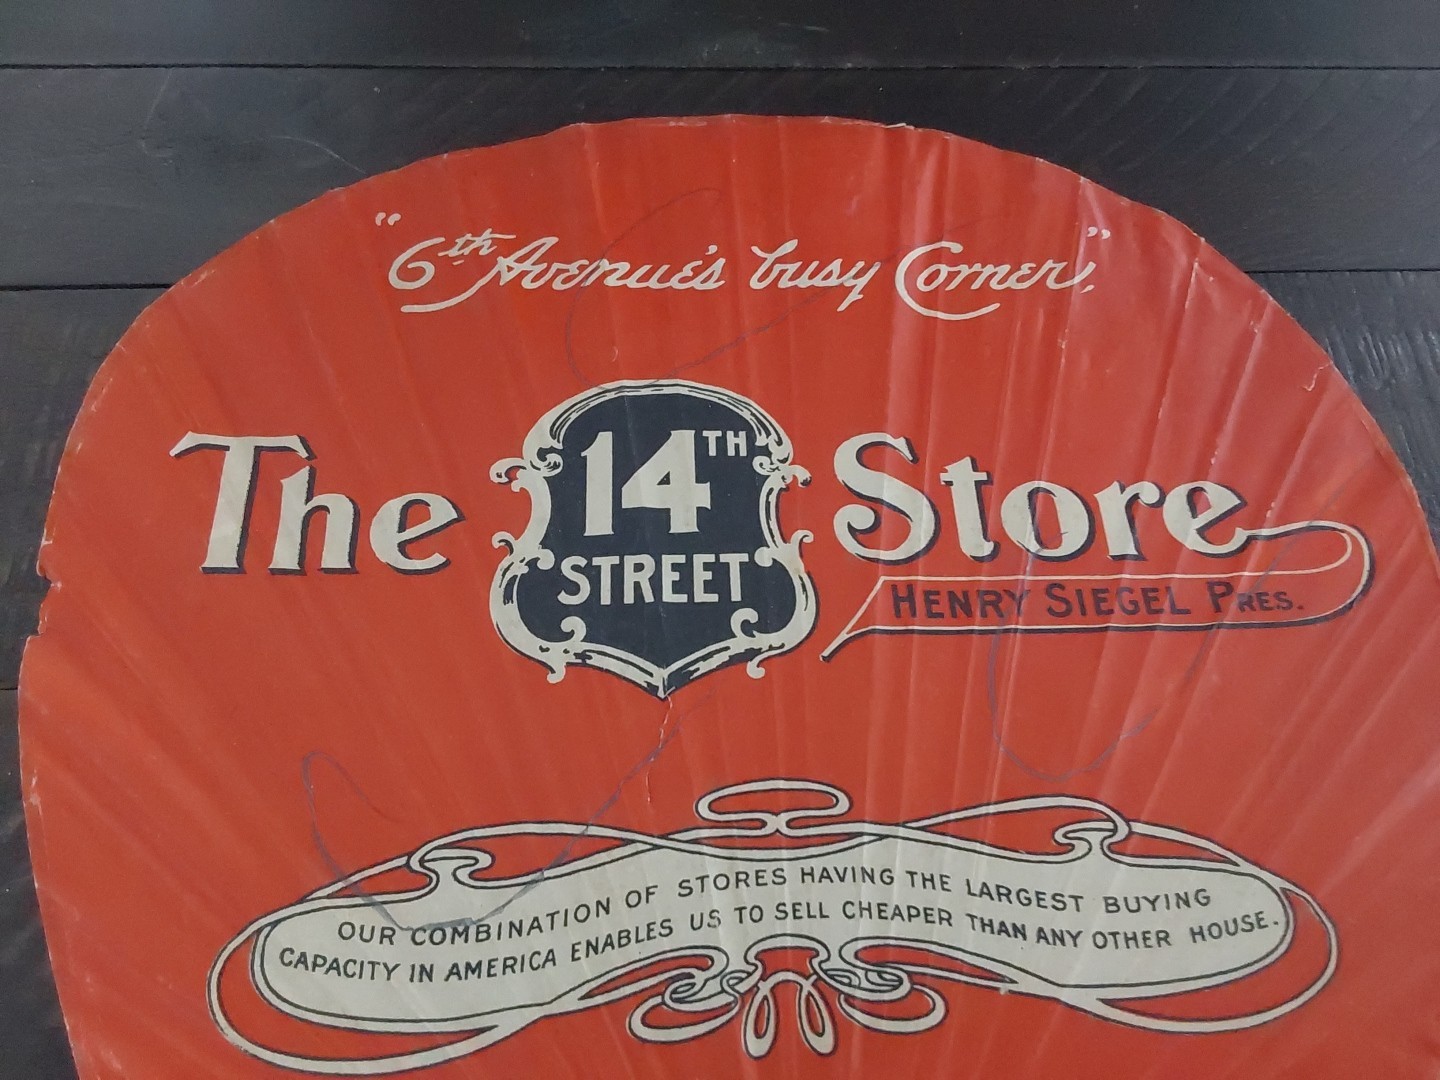 "6th Avenue's busy Corner,"
The 14TH STREET Store
HENRY SIEGEL PRES.
OUR COMBINATION OF STORES HAVING THE LARGEST BUYING
CAPACITY IN AMERICA ENABLES US TO SELL CHEAPER THAN ANY OTHER HOUSE.